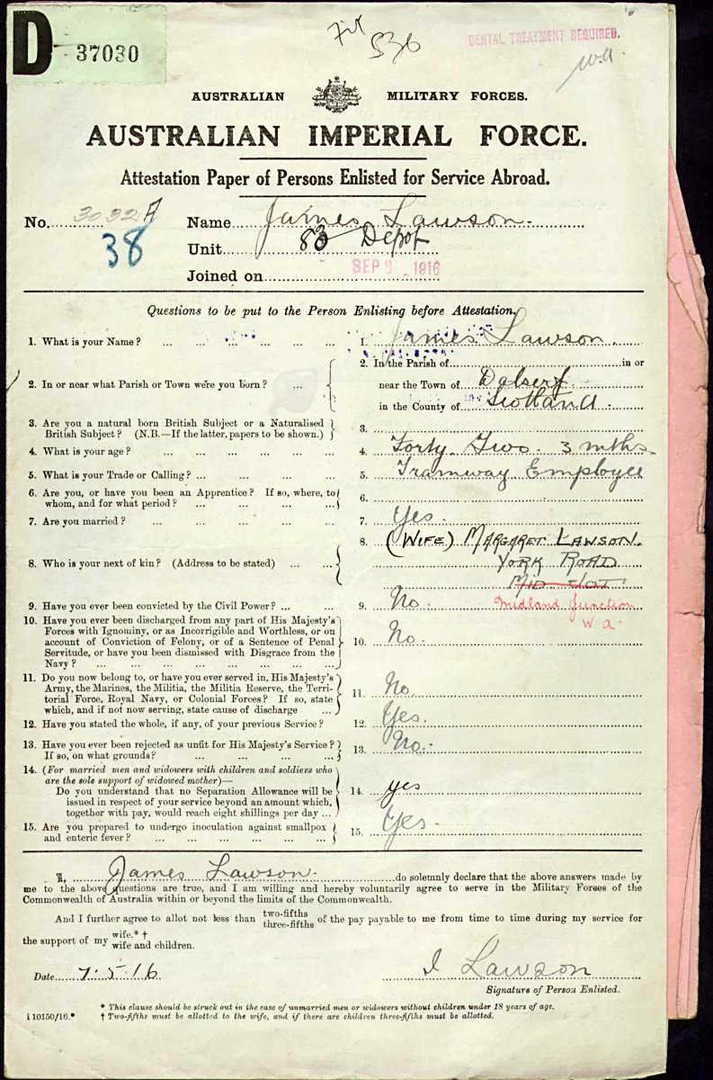 D 37030
536
DENTAL TREATMENT REQUIRED.
W.A.
AUSTRALIAN MILITARY FORCES.
AUSTRALIAN IMPERIAL FORCE.
Attestation Paper of Persons Enlisted for Service Abroad.
No. 3032A Name James Lawson.
38 Unit 83 Depot
Joined on SEP 9 1916
Questions to be put to the Person Enlisting before Attestation.
1. What is your Name? ... ... ... ... ... 1. James Lawson.
2. In or near what Parish or Town were you born? ... 2. In the Parish of in or
near the Town of Dalserf
in the County of Scotland
3. Are you a natural born British Subject or a Naturalised
British Subject? (N.B.—If the latter, papers to be shown.) 3.
4. What is your age? ... ... ... ... ... 4. Forty Two 3 mths.
5. What is your Trade or Calling? ... ... ... ... 5. Tramway Employee
6. Are you, or have you been an Apprentice? If so, where, to
whom, and for what period? ... ... ... ... 6.
7. Are you married? ... ... ... ... ... 7. Yes.
8. Who is your next of kin? (Address to be stated) ... ... 8. (WIFE) MARGARET LAWSON.
YORK ROAD
MID
Midland Junction
W a.
9. Have you ever been convicted by the Civil Power? ... ... 9. No.
10. Have you ever been discharged from any part of His Majesty's
Forces with Ignominy, or as Incorrigible and Worthless, or on
account of Conviction of Felony, or of a Sentence of Penal
Servitude, or have you been dismissed with Disgrace from the
Navy? ... ... ... ... ... ... ... 10. No.
11. Do you now belong to, or have you ever served in, His Majesty's
Army, the Marines, the Militia, the Militia Reserve, the Terri-
torial Force, Royal Navy, or Colonial Forces? If so, state
which, and if not now serving, state cause of discharge ... 11. No
12. Have you stated the whole, if any, of your previous Service? 12. Yes.
13. Have you ever been rejected as unfit for His Majesty's Service?
If so, on what grounds? ... ... ... ... 13. No.
14. (For married men and widowers with children and soldiers who
are the sole support of widowed mother)—
Do you understand that no Separation Allowance will be
issued in respect of your service beyond an amount which,
together with pay, would reach eight shillings per day ... 14. yes
15. Are you prepared to undergo inoculation against smallpox
and enteric fever? ... ... ... ... ... 15. Yes.
I, James Lawson. do solemnly declare that the above answers made by
me to the above questions are true, and I am willing and hereby voluntarily agree to serve in the Military Forces of the
Commonwealth of Australia within or beyond the limits of the Commonwealth.
And I further agree to allot not less than two-fifths
three-fifths of the pay payable to me from time to time during my service for
the support of my wife.* †
wife and children.
Date 7.5.16 J Lawson
Signature of Person Enlisted.
* This clause should be struck out in the case of unmarried men or widowers without children under 18 years of age.
† Two-fifths must be allotted to the wife, and if there are children three-fifths must be allotted.
i 10150/16.*